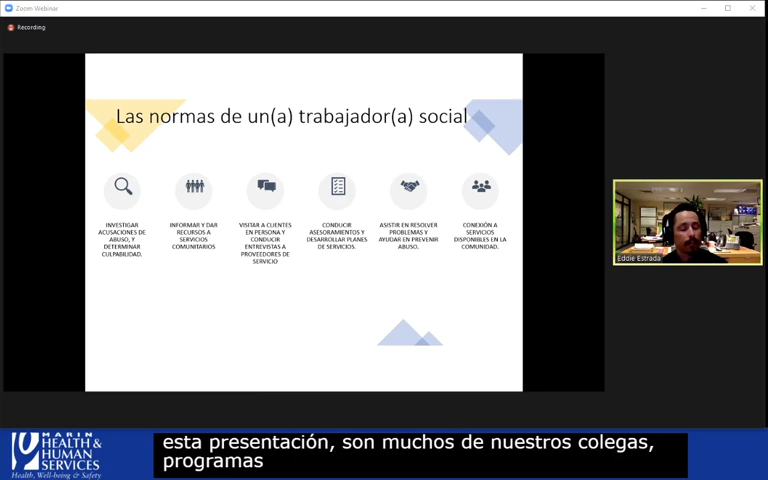 Zoom Webinar
Recording
Las normas de un(a) trabajador(a) social
INVESTIGAR
ACUSACIONES DE
ABUSO, Y
DETERMINAR
CULPABILIDAD.
INFORMAR Y DAR
RECURSOS A
SERVICIOS
COMUNITARIOS
VISITAR A CLIENTES
EN PERSONA Y
CONDUCIR
ENTREVISTAS A
PROVEEDORES DE
SERVICIO
CONDUCIR
ASESORAMIENTOS Y
DESARROLLAR PLANES
DE SERVICIOS.
ASISTIR EN RESOLVER
PROBLEMAS Y
AYUDAR EN PREVENIR
ABUSO.
CONEXIÓN A
SERVICIOS
DISPONIBLES EN LA
COMUNIDAD.
Eddie Estrada
MARIN
HEALTH &
HUMAN
SERVICES
Health, Well-being & Safety
esta presentación, son muchos de nuestros colegas,
programas